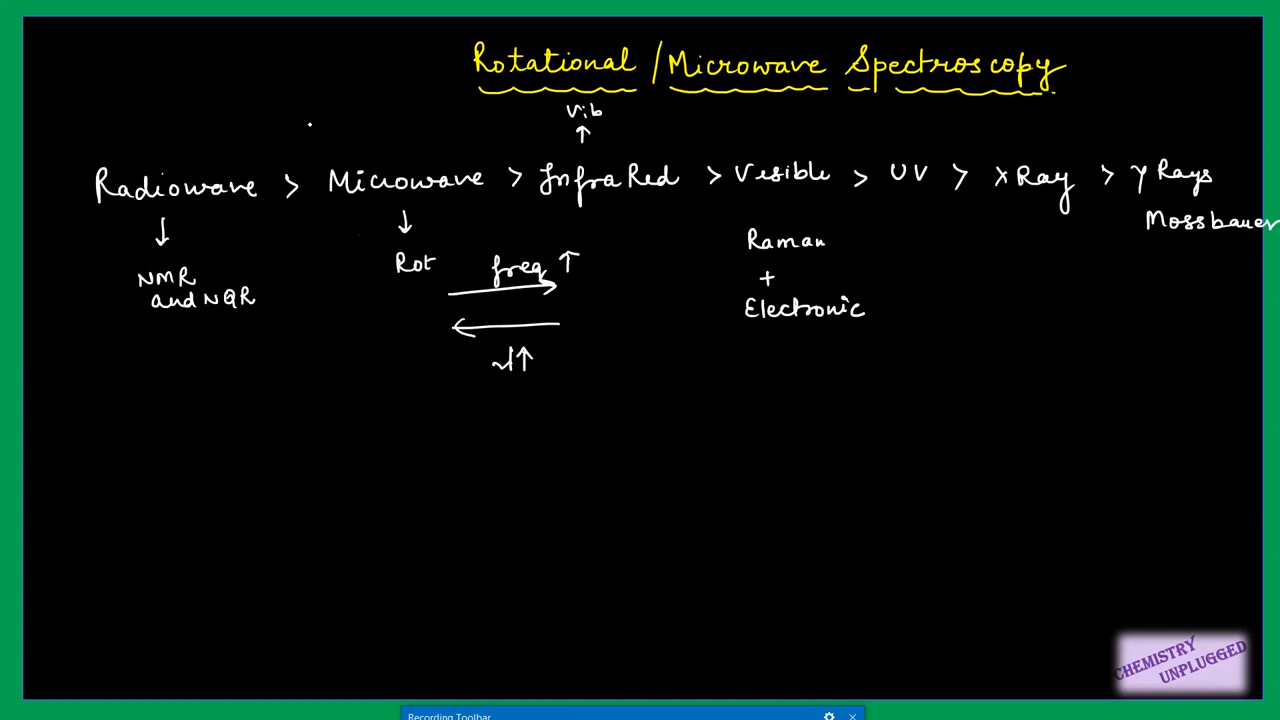 Rotational / Microwave Spectroscopy
Vib
↑
Radiowave > Microwave > InfraRed > Visible > UV > X Ray > γ Rays
Mossbauer
↓ ↓
NMR
and NQR
Rot
freq ↑
Raman
+
Electronic
λ↑
CHEMISTRY
UNPLUGGED
Recording Toolbar